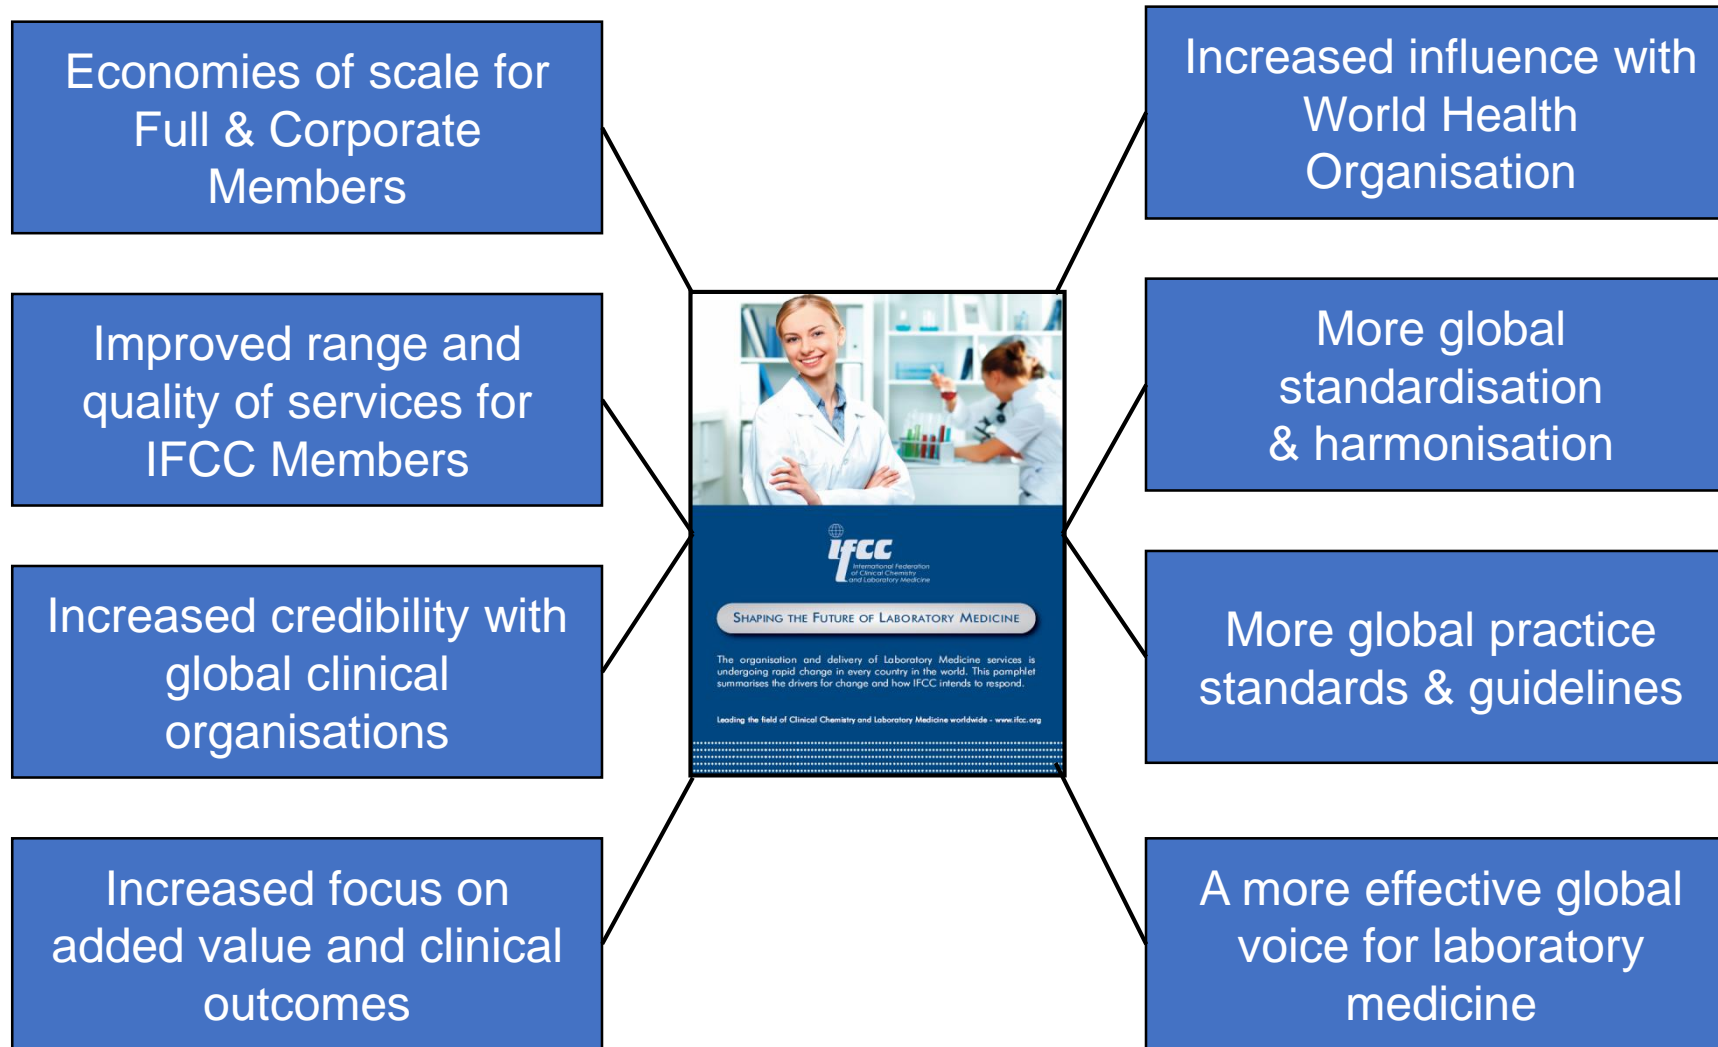 Economies of scale for
Full & Corporate
Members
Improved range and
quality of services for
IFCC Members
Increased credibility with
global clinical
organisations
Increased focus on
added value and clinical
outcomes
ifcc
International Federation
of Clinical Chemistry
and Laboratory Medicine
SHAPING THE FUTURE OF LABORATORY MEDICINE
The organisation and delivery of Laboratory Medicine services is
undergoing rapid change in every country in the world. This pamphlet
summarises the drivers for change and how IFCC intends to respond.
Leading the field of Clinical Chemistry and Laboratory Medicine worldwide - www.ifcc.org
Increased influence with
World Health
Organisation
More global
standardisation
& harmonisation
More global practice
standards & guidelines
A more effective global
voice for laboratory
medicine